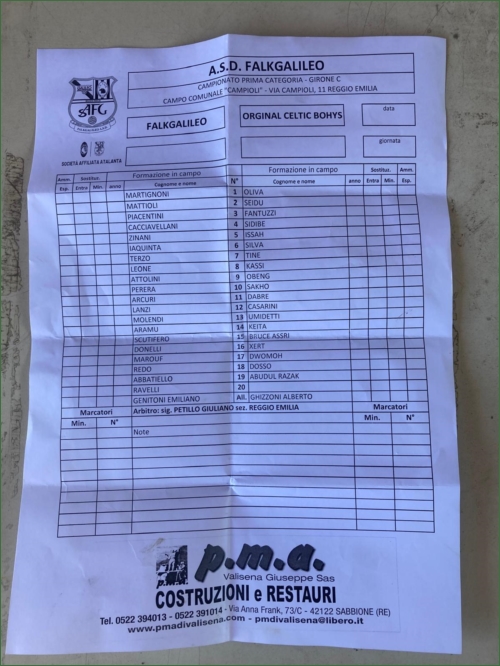 A.S.D. FALKGALILEO
CAMPIONATO PRIMA CATEGORIA - GIRONE C
CAMPO COMUNALE "CAMPIOLI" - VIA CAMPIOLI, 11 REGGIO EMILIA
FALKGALILEO ORGINAL CELTIC BOHYS data
giornata
SOCIETÀ AFFILIATA ATALANTA
Amm. Sostituz. Formazione in campo Formazione in campo Sostituz. Amm.
Esp. Entra Min. anno Cognome e nome N° Cognome e nome anno Entra Min. Esp.
MARTIGNONI 1 OLIVA
MATTIOLI 2 SEIDU
PIACENTINI 3 FANTUZZI
CACCIAVELLANI 4 SIDIBE
ZINANI 5 ISSAH
IAQUINTA 6 SILVA
TERZO 7 TINE
LEONE 8 KASSI
ATTOLINI 9 OBENG
PERERA 10 SAKHO
ARCURI 11 DABRE
LANZI 12 CASARINI
MOLENDI 13 UMIDETTI
ARAMU 14 KEITA
SCUTIFERO 15 BRUCE ASSRI
DONELLI 16 XERT
MAROUF 17 DWOMOH
REDO 18 DOSSO
ABBATIELLO 19 ABUDUL RAZAK
RAVELLI 20
GENITONI EMILIANO All. GHIZZONI ALBERTO
Marcatori Arbitro: sig. PETILLO GIULIANO sez. REGGIO EMILIA Marcatori
Min. N° Min. N°
Note
p.m.a.
Valisena Giuseppe Sas
COSTRUZIONI e RESTAURI
Tel. 0522 394013 - 0522 391014 - Via Anna Frank, 73/C - 42122 SABBIONE (RE)
www.pmadivalisena.com - pmdivalisena@libero.it